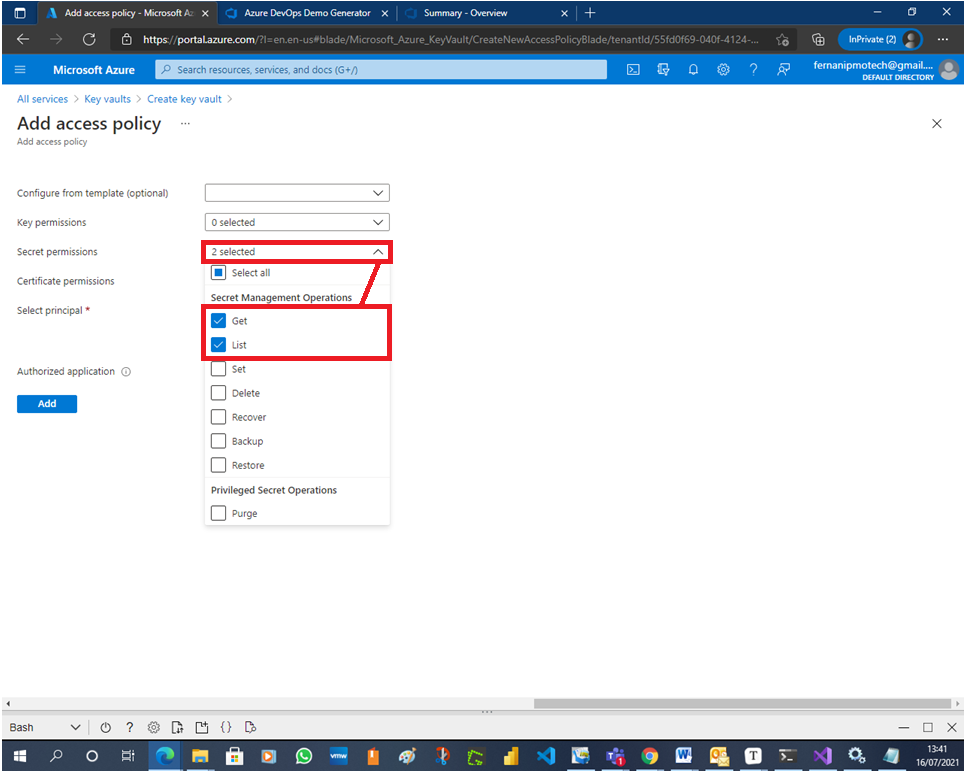 Add access policy - Microsoft Az
Azure DevOps Demo Generator
Summary - Overview
https://portal.azure.com/?l=en.en-us#blade/Microsoft_Azure_KeyVault/CreateNewAccessPolicyBlade/tenantId/55fd0f69-040f-4124-...
InPrivate (2)
Microsoft Azure
Search resources, services, and docs (G+/)
fernanipmotech@gmail....
DEFAULT DIRECTORY
All services > Key vaults > Create key vault >
Add access policy ...
Add access policy
Configure from template (optional)
Key permissions
0 selected
Secret permissions
2 selected
Select all
Certificate permissions
Secret Management Operations
Select principal *
Get
List
Set
Authorized application
Delete
Add
Recover
Backup
Restore
Privileged Secret Operations
Purge
Bash
? { }
vmw
1
W
T
13:41
16/07/2021